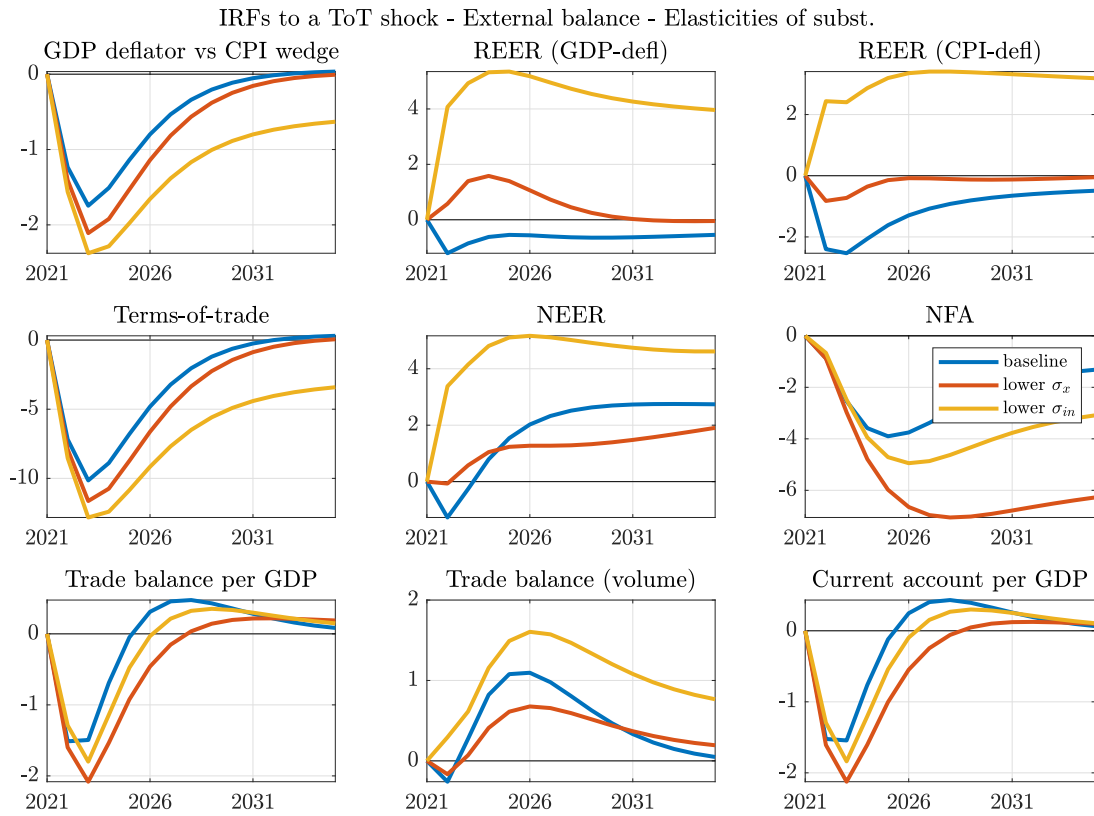 IRFs to a ToT shock - External balance - Elasticities of subst.
GDP deflator vs CPI wedge
0
-1
-2
2021 2026 2031
REER (GDP-defl)
4
2
0
2021 2026 2031
REER (CPI-defl)
2
0
-2
2021 2026 2031
Terms-of-trade
0
-5
-10
2021 2026 2031
NEER
4
2
0
2021 2026 2031
NFA
0
-2
-4
-6
2021 2026 2031
baseline
lower σ_x
lower σ_in
Trade balance per GDP
0
-1
-2
2021 2026 2031
Trade balance (volume)
2
1
0
2021 2026 2031
Current account per GDP
0
-1
-2
2021 2026 2031